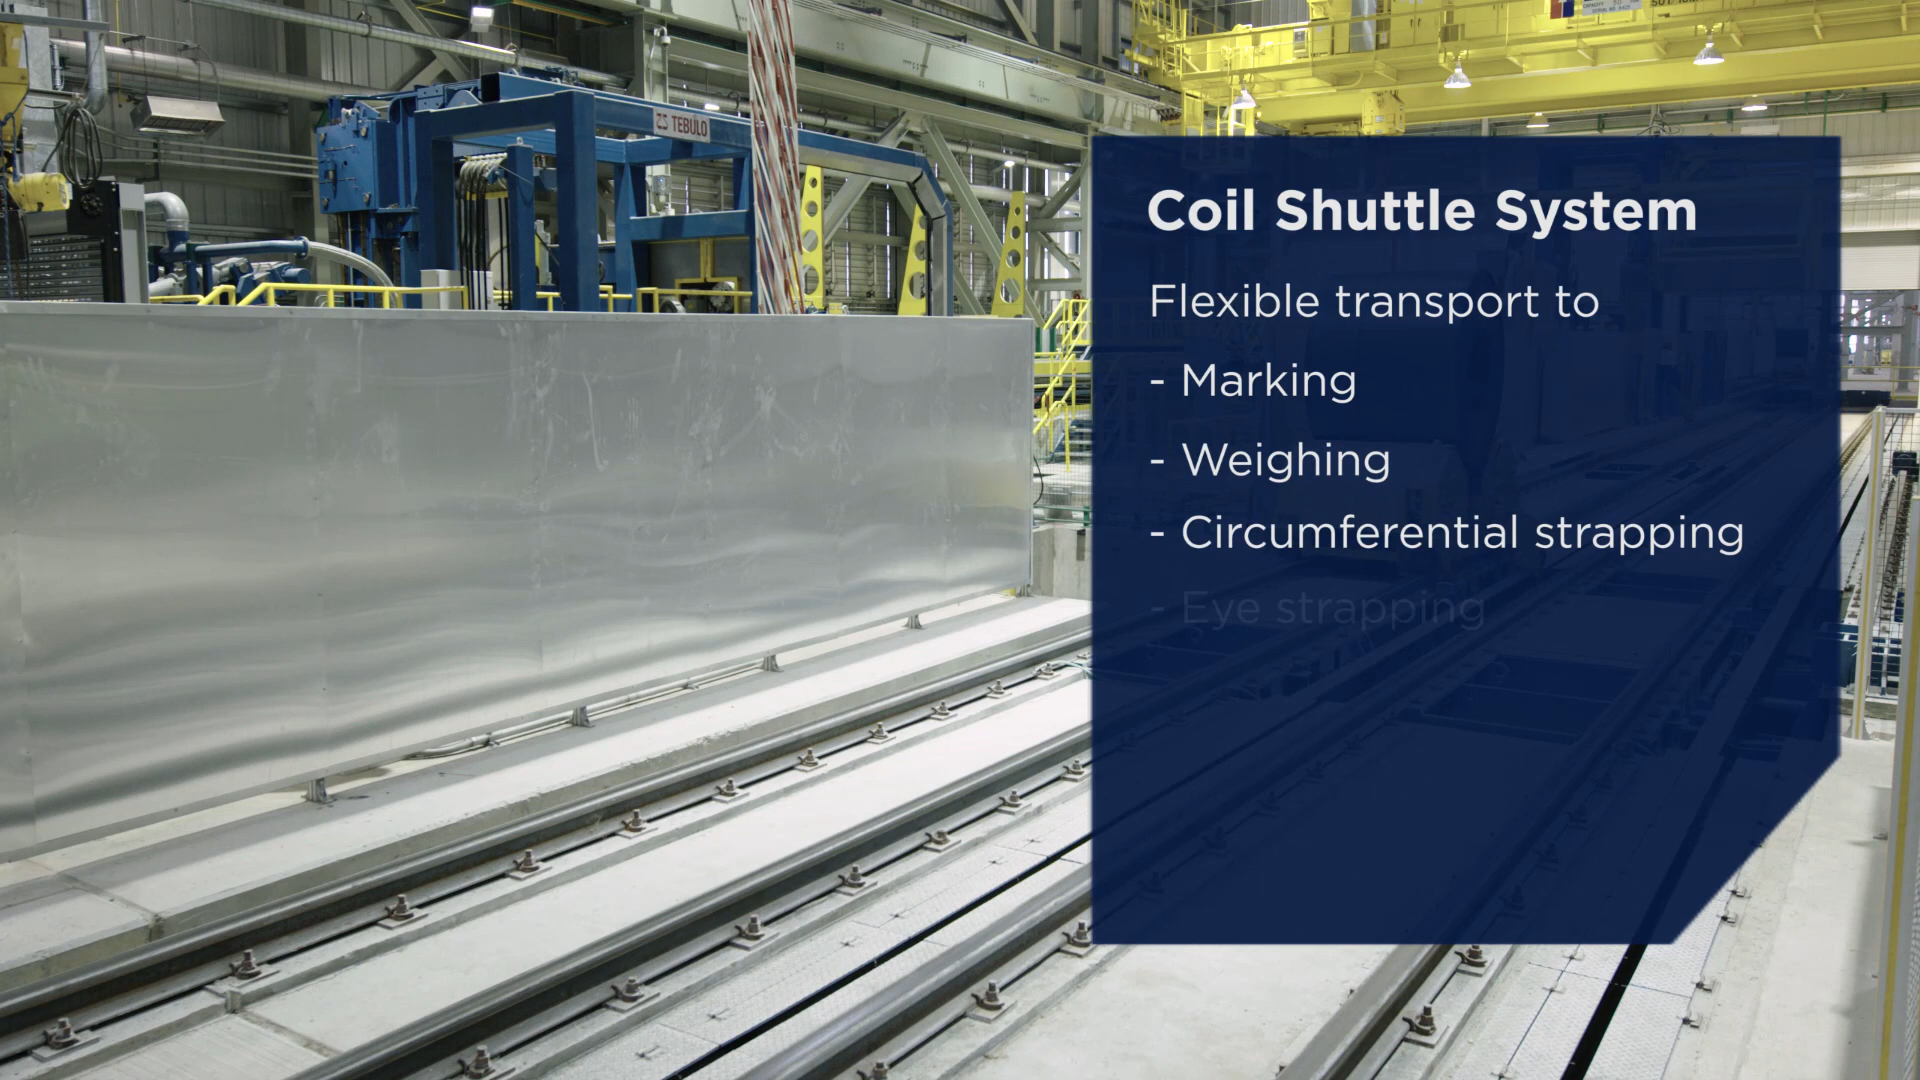 TEBULO
Coil Shuttle System
Flexible transport to
- Marking
- Weighing
- Circumferential strapping
- Eye strapping